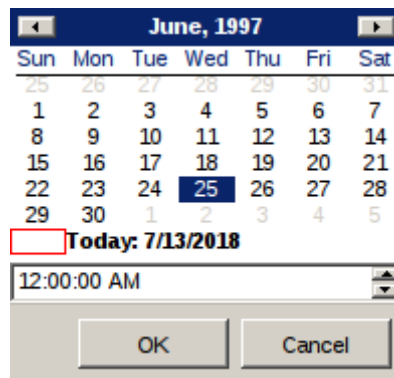 June, 1997
Sun Mon Tue Wed Thu Fri Sat
25 26 27 28 29 30 31
1 2 3 4 5 6 7
8 9 10 11 12 13 14
15 16 17 18 19 20 21
22 23 24 25 26 27 28
29 30 1 2 3 4 5
Today: 7/13/2018
12:00:00 AM
OK Cancel